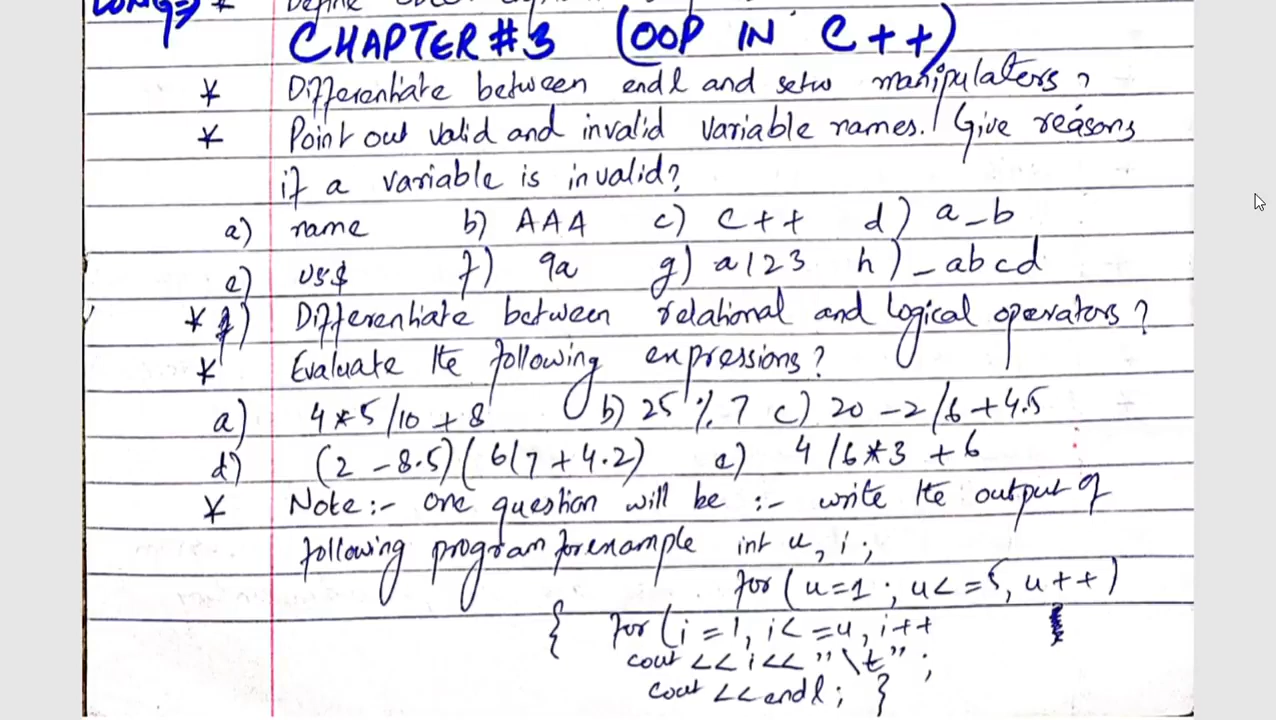 CHAPTER #3 (OOP IN C++)
* Differentiate between endl and setw manipulaters?
* Point out valid and invalid variable names. Give reasons
if a variable is invalid?
a) name b) AAA c) C++ d) a_b
e) US$ f) 9a g) a123 h) _abcd
* Differentiate between relational and logical operators?
* Evaluate the following expressions?
a) 4*5/10+8 b) 25%7 c) 20-2/6+4.5
d) (2-8.5)(6/7+4.2) e) 4/6*3+6
* Note:- one question will be :- write the output of
following program for example int u, i;
for (u=1; u<=5, u++)
{ for (i=1, i<=u, i++
cout <<i<< "\t";
cout <<endl; }